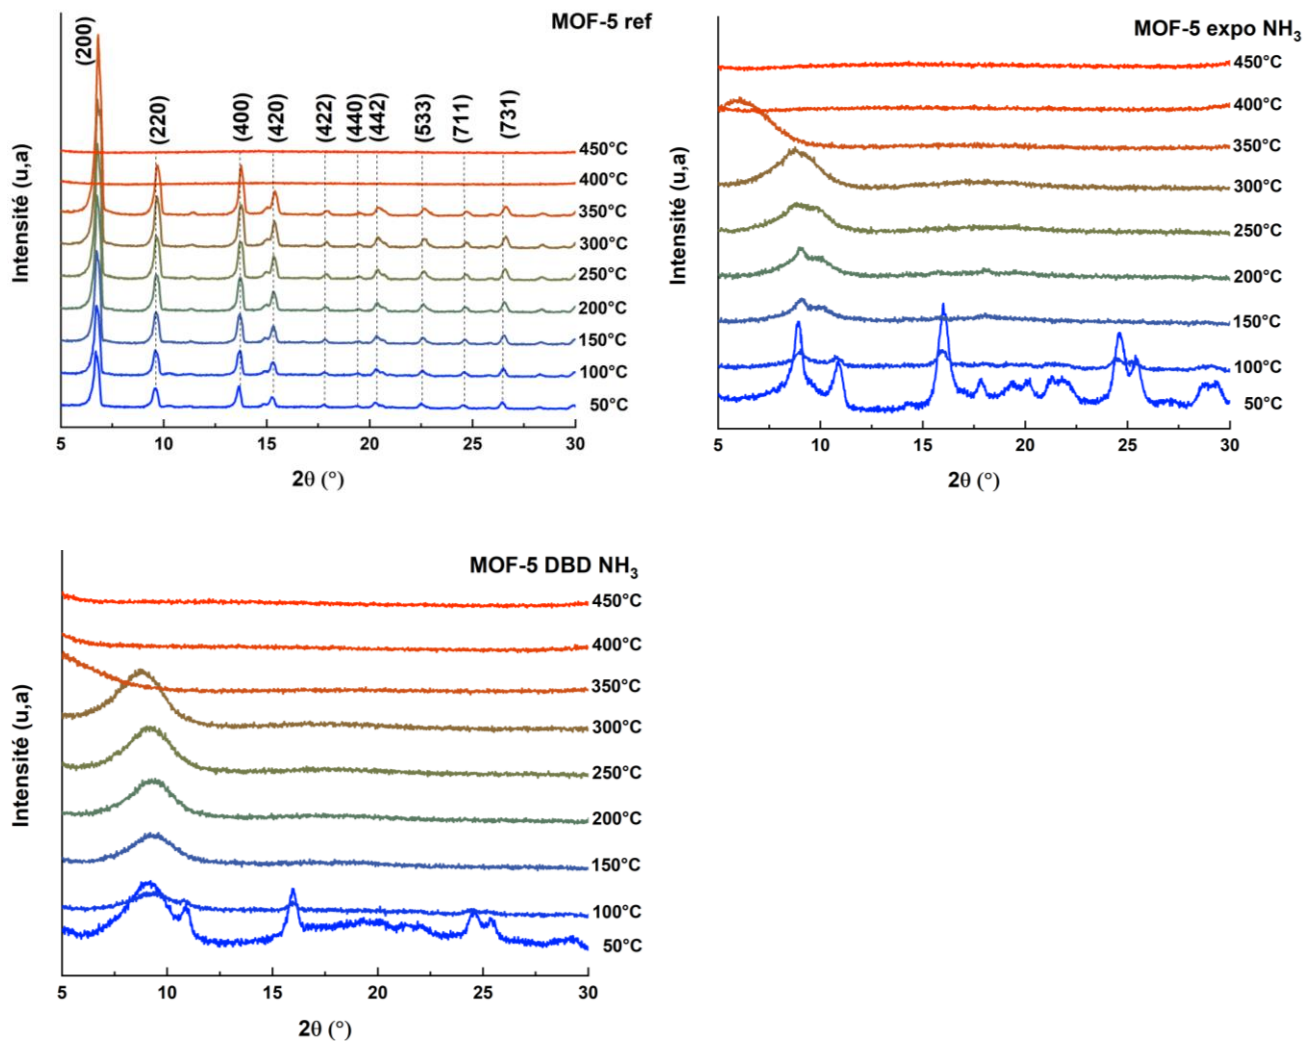 MOF-5 ref
(200)
(220)
(400)
(420)
(422)
(440)
(442)
(533)
(711)
(731)
Intensité (u,a)
450°C
400°C
350°C
300°C
250°C
200°C
150°C
100°C
50°C
5 10 15 20 25 30
2θ (°)
MOF-5 expo NH3
Intensité (u,a)
450°C
400°C
350°C
300°C
250°C
200°C
150°C
100°C
50°C
5 10 15 20 25 30
2θ (°)
MOF-5 DBD NH3
Intensité (u,a)
450°C
400°C
350°C
300°C
250°C
200°C
150°C
100°C
50°C
5 10 15 20 25 30
2θ (°)